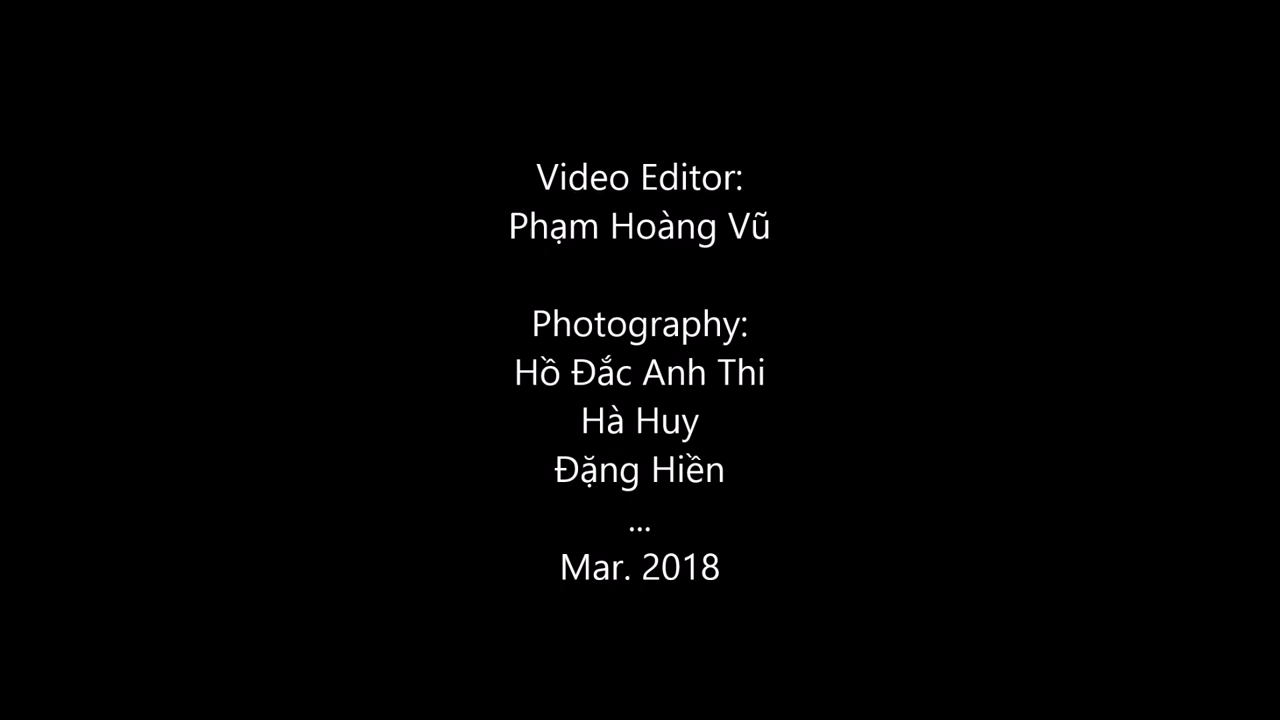 Video Editor:
Phạm Hoàng Vũ
Photography:
Hồ Đắc Anh Thi
Hà Huy
Đặng Hiền
...
Mar. 2018